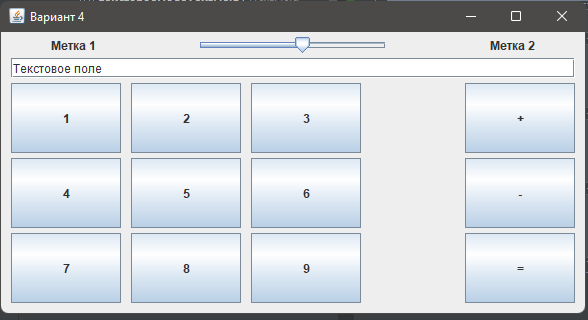 Вариант 4
Метка 1 Метка 2
Текстовое поле
1 2 3 +
4 5 6 -
7 8 9 =